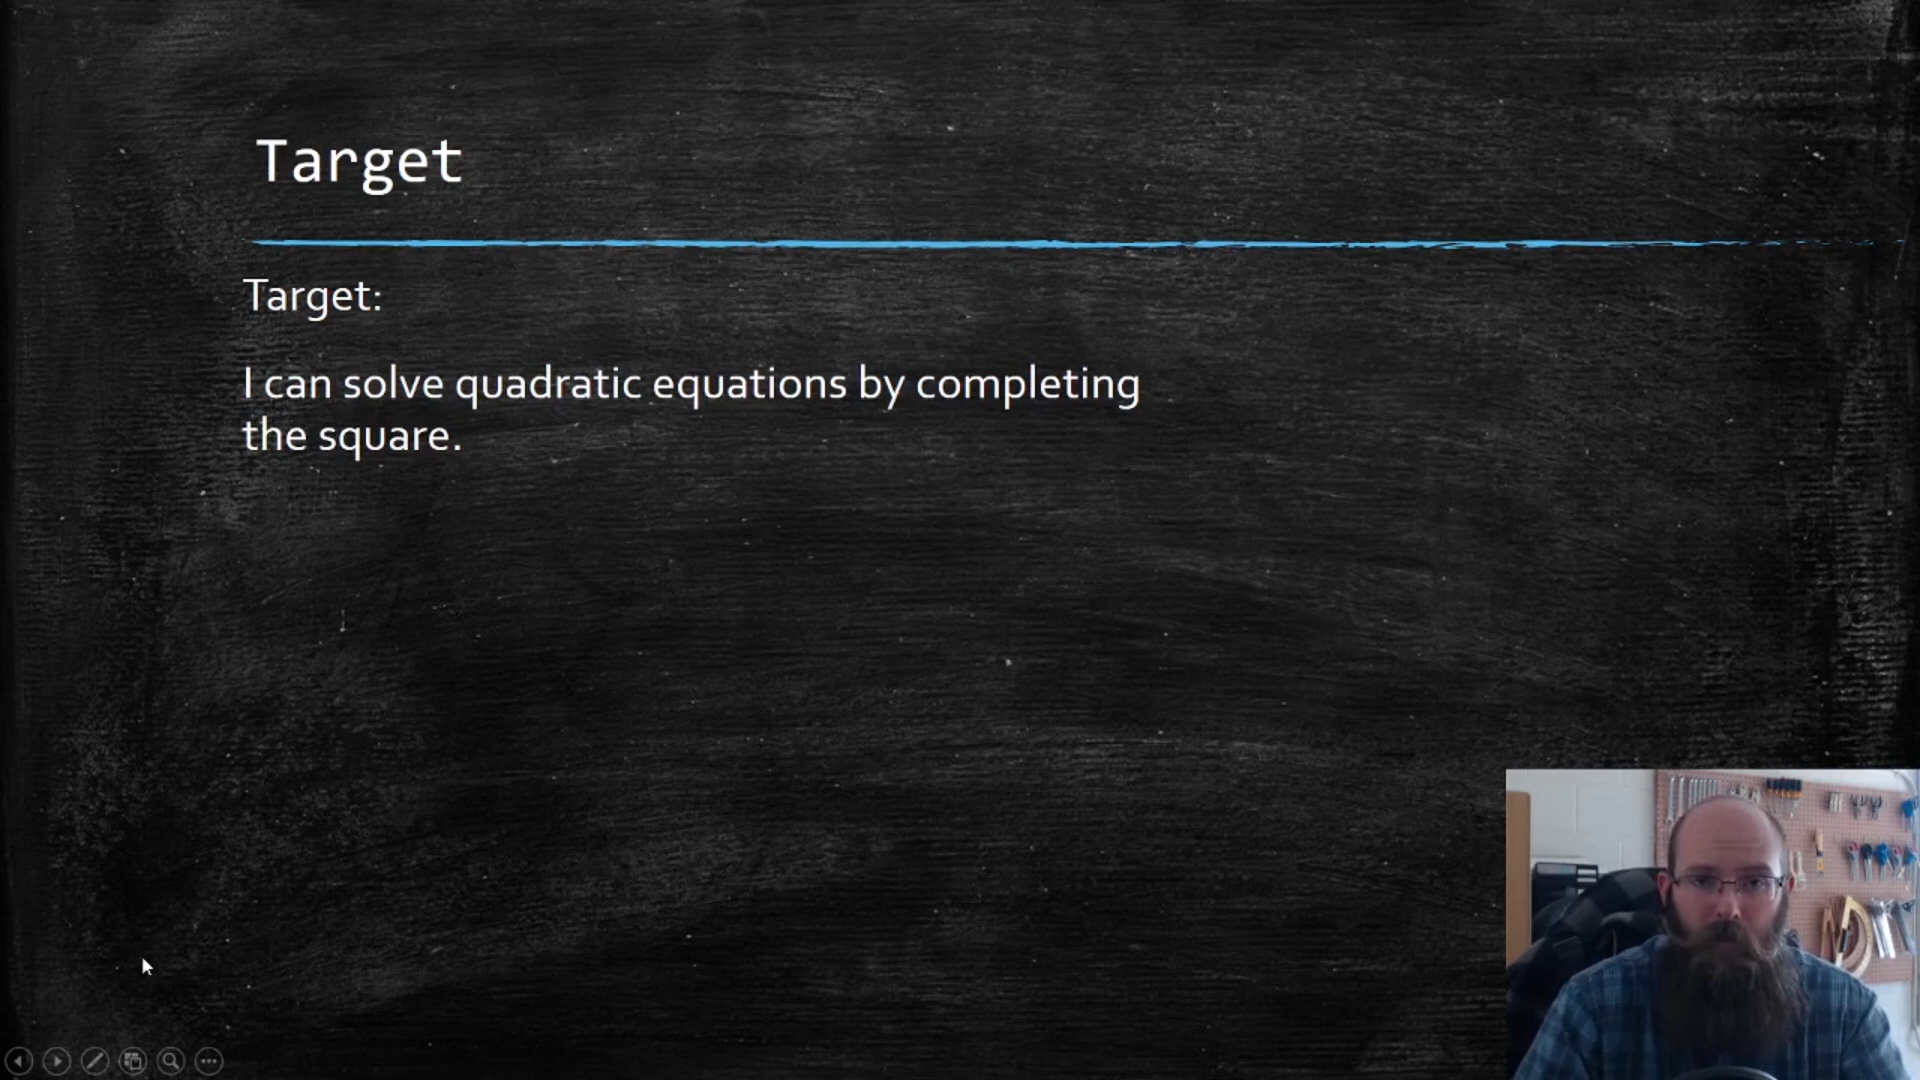 Target
Target:
I can solve quadratic equations by completing
the square.